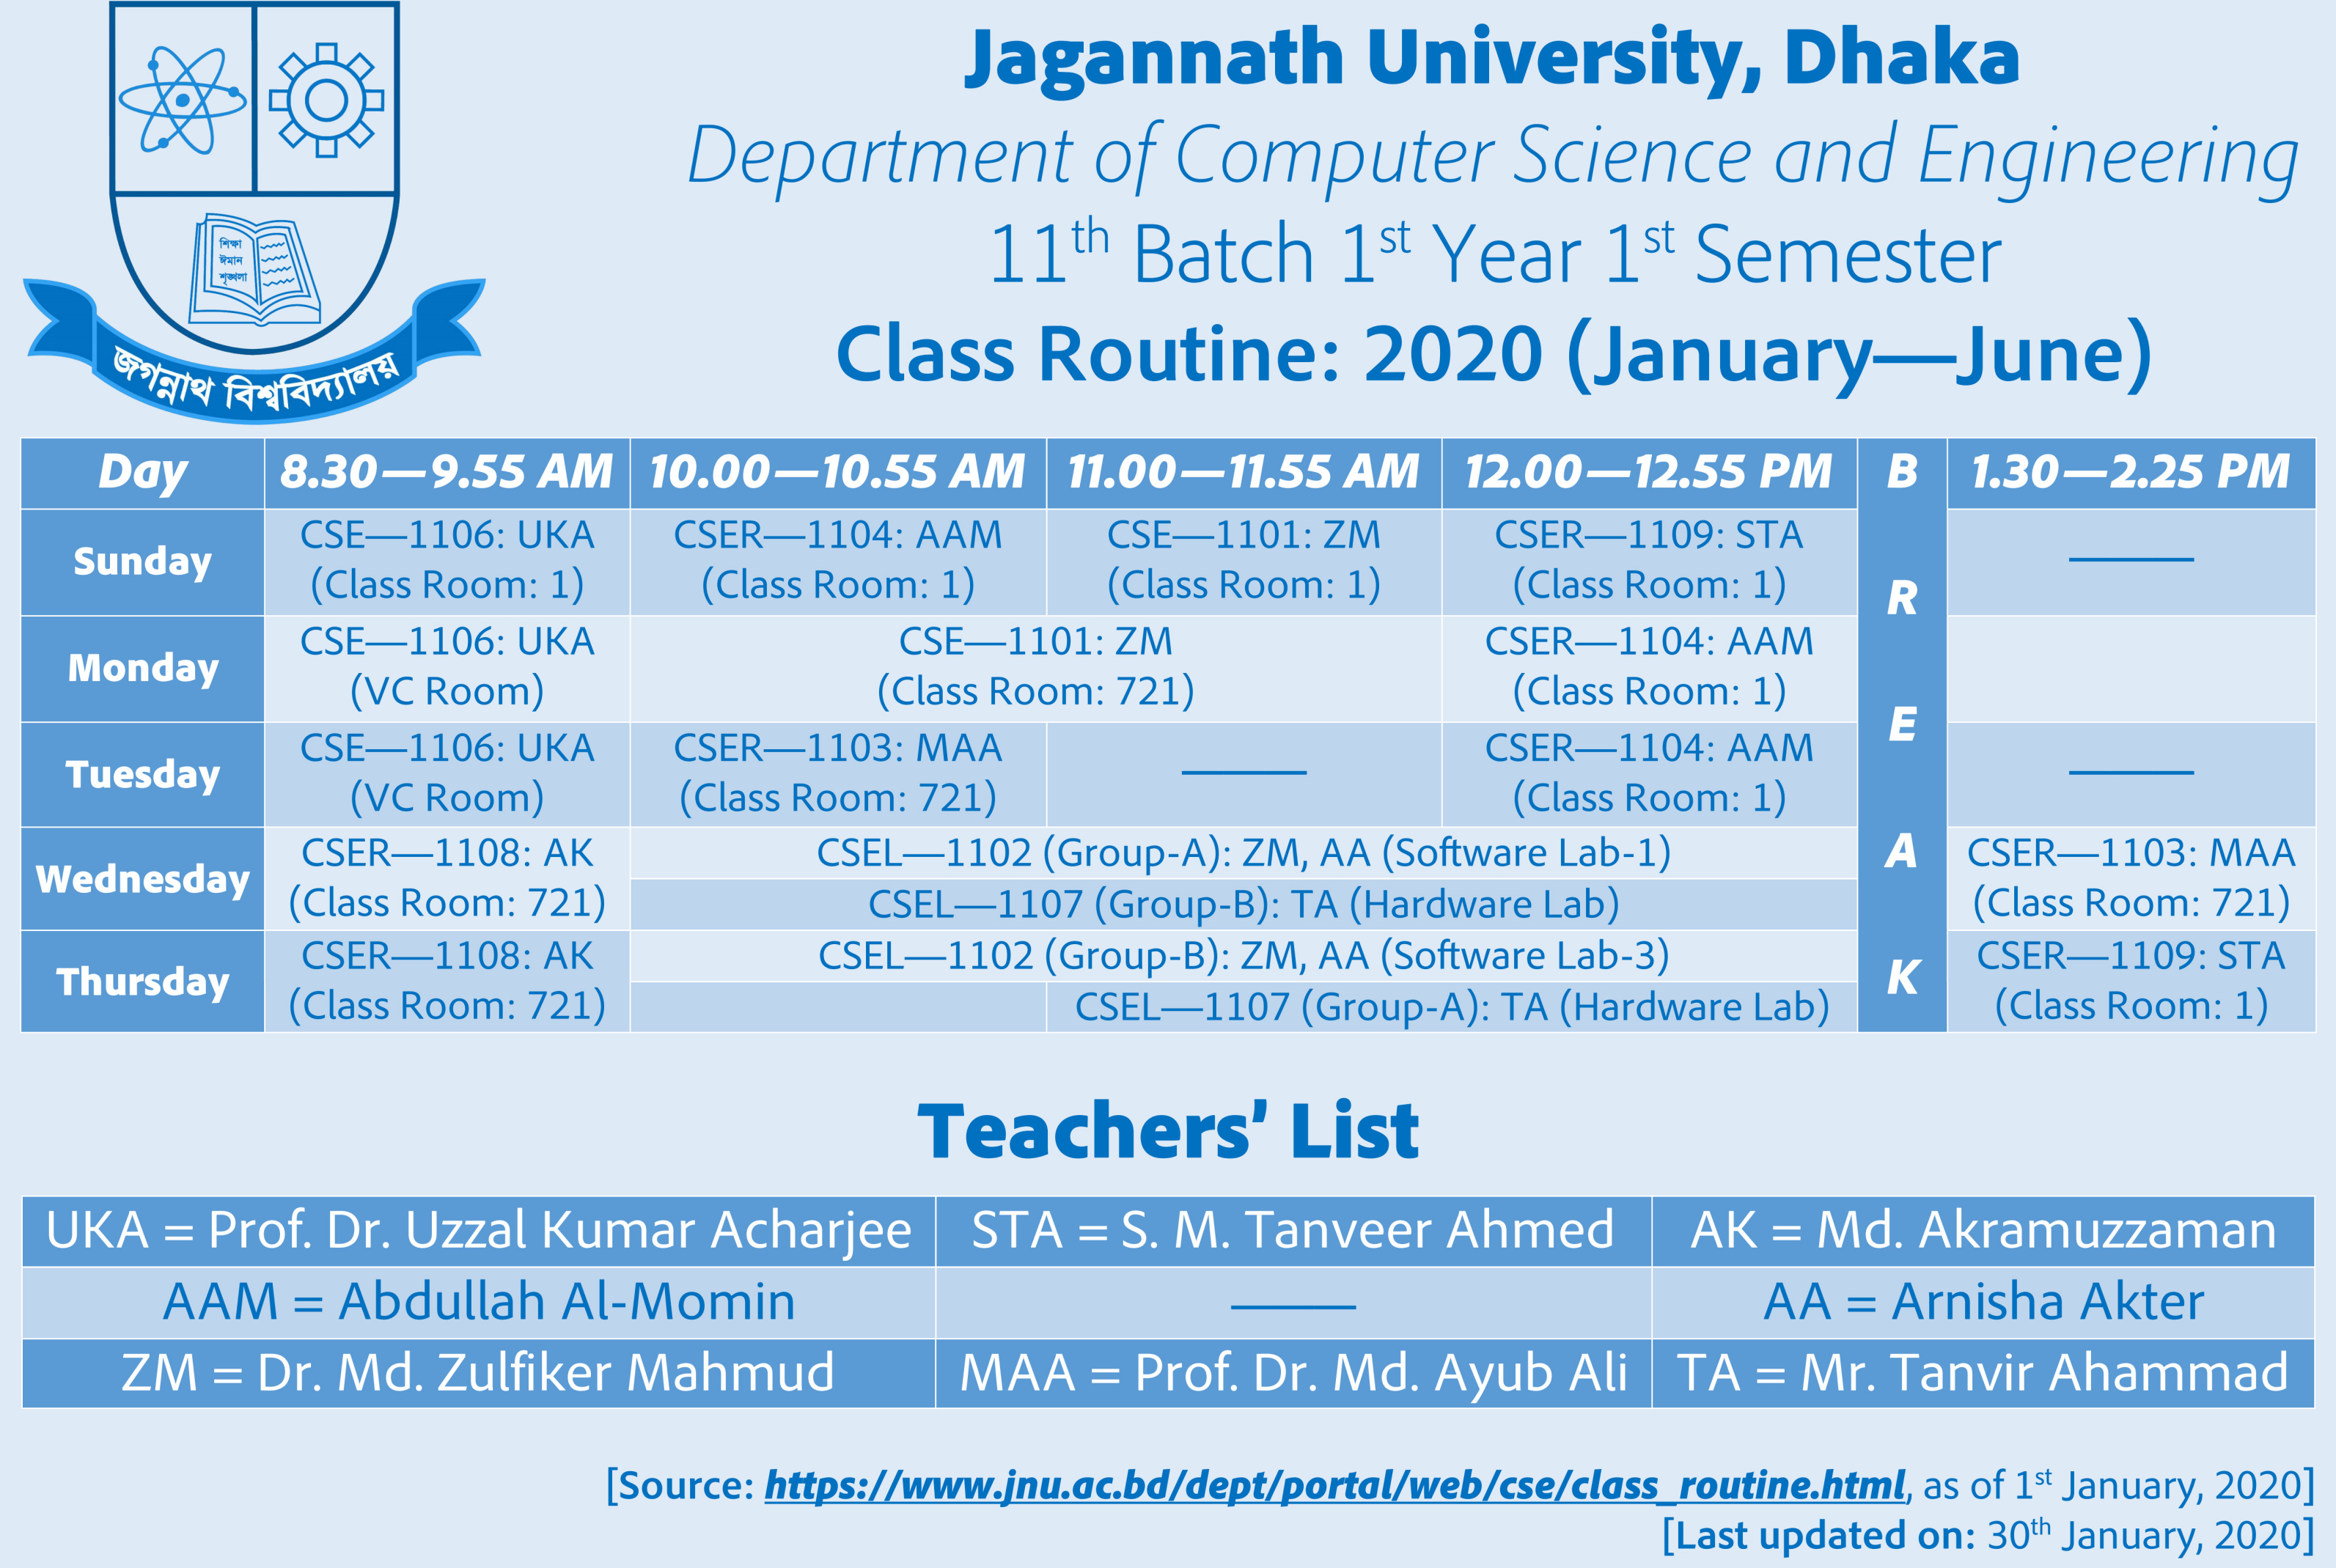 শিক্ষা
ঈমান
শৃঙ্খলা
জগন্নাথ বিশ্ববিদ্যালয়
Jagannath University, Dhaka
Department of Computer Science and Engineering
11th Batch 1st Year 1st Semester
Class Routine: 2020 (January—June)
Day 8.30—9.55 AM 10.00—10.55 AM 11.00—11.55 AM 12.00—12.55 PM B R E A K 1.30—2.25 PM
Sunday
CSE—1106: UKA CSER—1104: AAM CSE—1101: ZM CSER—1109: STA ———
(Class Room: 1) (Class Room: 1) (Class Room: 1) (Class Room: 1)
Monday
CSE—1106: UKA CSE—1101: ZM CSER—1104: AAM
(VC Room) (Class Room: 721) (Class Room: 1)
Tuesday
CSE—1106: UKA CSER—1103: MAA ——— CSER—1104: AAM ———
(VC Room) (Class Room: 721) (Class Room: 1)
Wednesday
CSER—1108: AK CSEL—1102 (Group-A): ZM, AA (Software Lab-1) CSER—1103: MAA
(Class Room: 721) CSEL—1107 (Group-B): TA (Hardware Lab) (Class Room: 721)
Thursday
CSER—1108: AK CSEL—1102 (Group-B): ZM, AA (Software Lab-3) CSER—1109: STA
(Class Room: 721) CSEL—1107 (Group-A): TA (Hardware Lab) (Class Room: 1)
Teachers’ List
UKA = Prof. Dr. Uzzal Kumar Acharjee STA = S. M. Tanveer Ahmed AK = Md. Akramuzzaman
AAM = Abdullah Al-Momin ——— AA = Arnisha Akter
ZM = Dr. Md. Zulfiker Mahmud MAA = Prof. Dr. Md. Ayub Ali TA = Mr. Tanvir Ahammad
[Source: https://www.jnu.ac.bd/dept/portal/web/cse/class_routine.html, as of 1st January, 2020]
[Last updated on: 30th January, 2020]